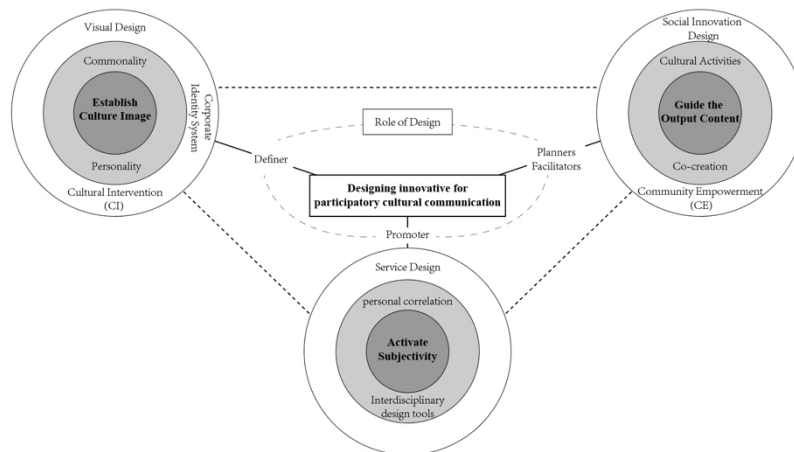 Visual Design
Commonality
Establish
Culture Image
Personality
Cultural Intervention
(CI)
Corporate
Identity System
Role of Design
Definer
Planners
Facilitators
Designing innovative for
participatory cultural communication
Promoter
Social Innovation
Design
Cultural Activities
Guide the
Output Content
Co-creation
Community Empowerment
(CE)
Service Design
personal correlation
Activate
Subjectivity
Interdisciplinary
design tools